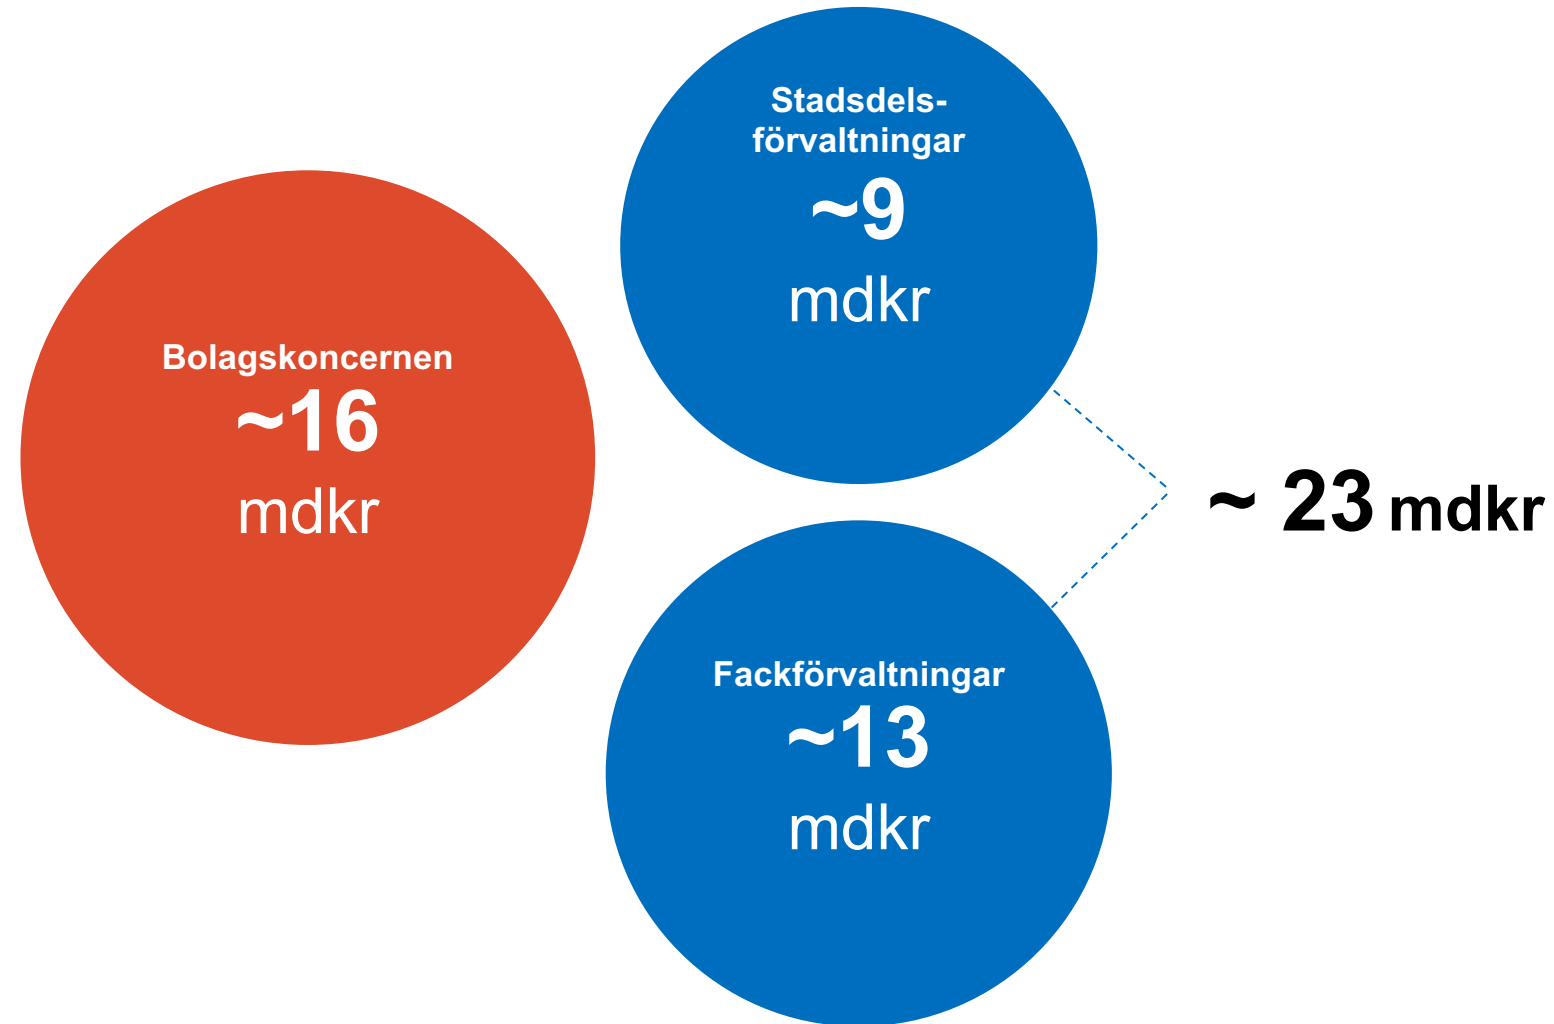 Bolagskoncernen
~16
mdkr
Stadsdels-
förvaltningar
~9
mdkr
Fackförvaltningar
~13
mdkr
~ 23 mdkr